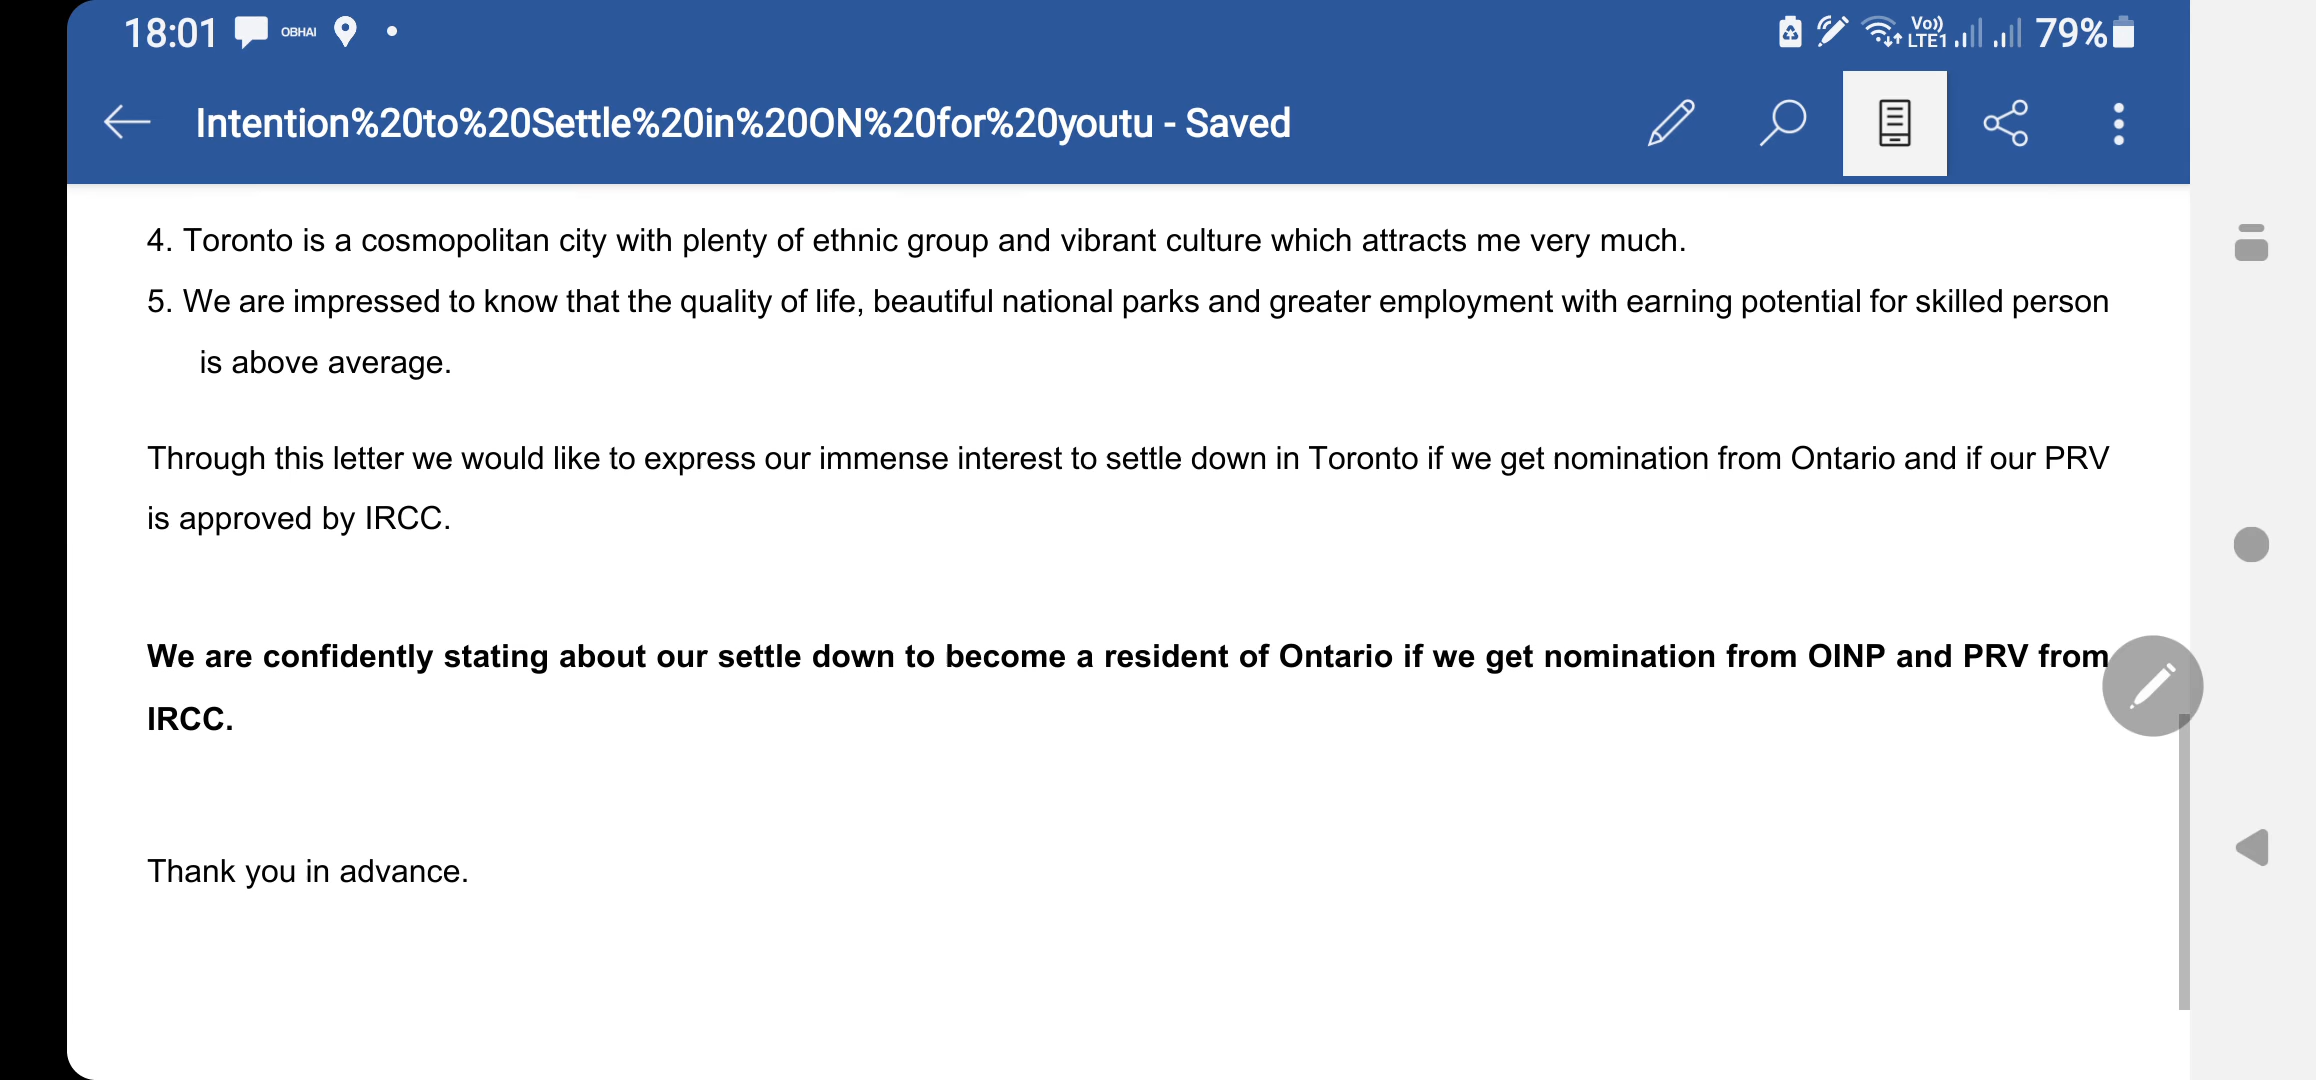 18:01 OBHAI Vo)) LTE1 79%
Intention%20to%20Settle%20in%20ON%20for%20youtu - Saved
4. Toronto is a cosmopolitan city with plenty of ethnic group and vibrant culture which attracts me very much.
5. We are impressed to know that the quality of life, beautiful national parks and greater employment with earning potential for skilled person
is above average.
Through this letter we would like to express our immense interest to settle down in Toronto if we get nomination from Ontario and if our PRV
is approved by IRCC.
We are confidently stating about our settle down to become a resident of Ontario if we get nomination from OINP and PRV from
IRCC.
Thank you in advance.